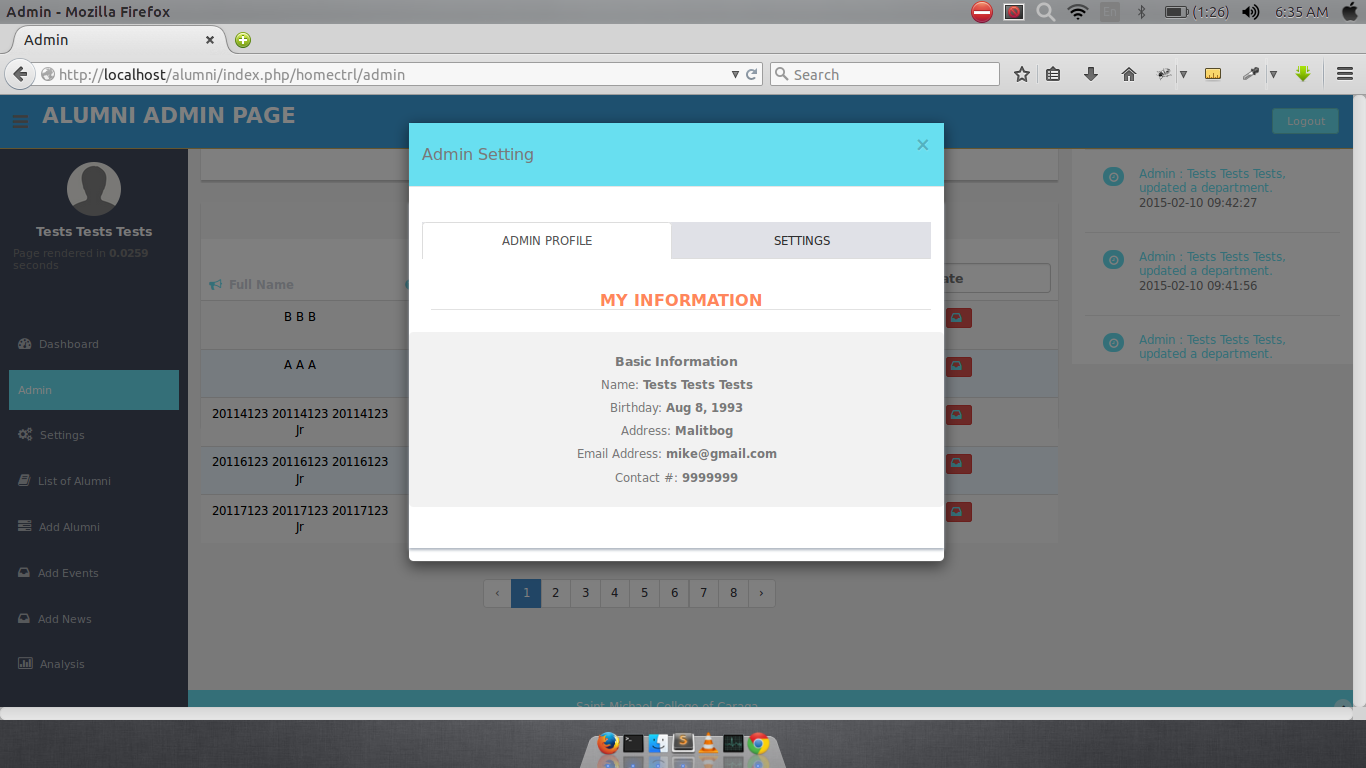 Admin - Mozilla Firefox
En
(1:26)
6:35 AM
Admin
http://localhost/alumni/index.php/homectrl/admin
Search
ALUMNI ADMIN PAGE
Logout
Tests Tests Tests
Page rendered in 0.0259
seconds
Dashboard
Admin
Settings
List of Alumni
Add Alumni
Add Events
Add News
Analysis
Full Name
B B B
A A A
20114123 20114123 20114123
Jr
20116123 20116123 20116123
Jr
20117123 20117123 20117123
Jr
Admin Setting
×
ADMIN PROFILE
SETTINGS
MY INFORMATION
Basic Information
Name: Tests Tests Tests
Birthday: Aug 8, 1993
Address: Malitbog
Email Address: mike@gmail.com
Contact #: 9999999
‹ 1 2 3 4 5 6 7 8 ›
Admin : Tests Tests Tests,
updated a department.
2015-02-10 09:42:27
Admin : Tests Tests Tests,
updated a department.
2015-02-10 09:41:56
Admin : Tests Tests Tests,
updated a department.
Saint Michael College of Caraga